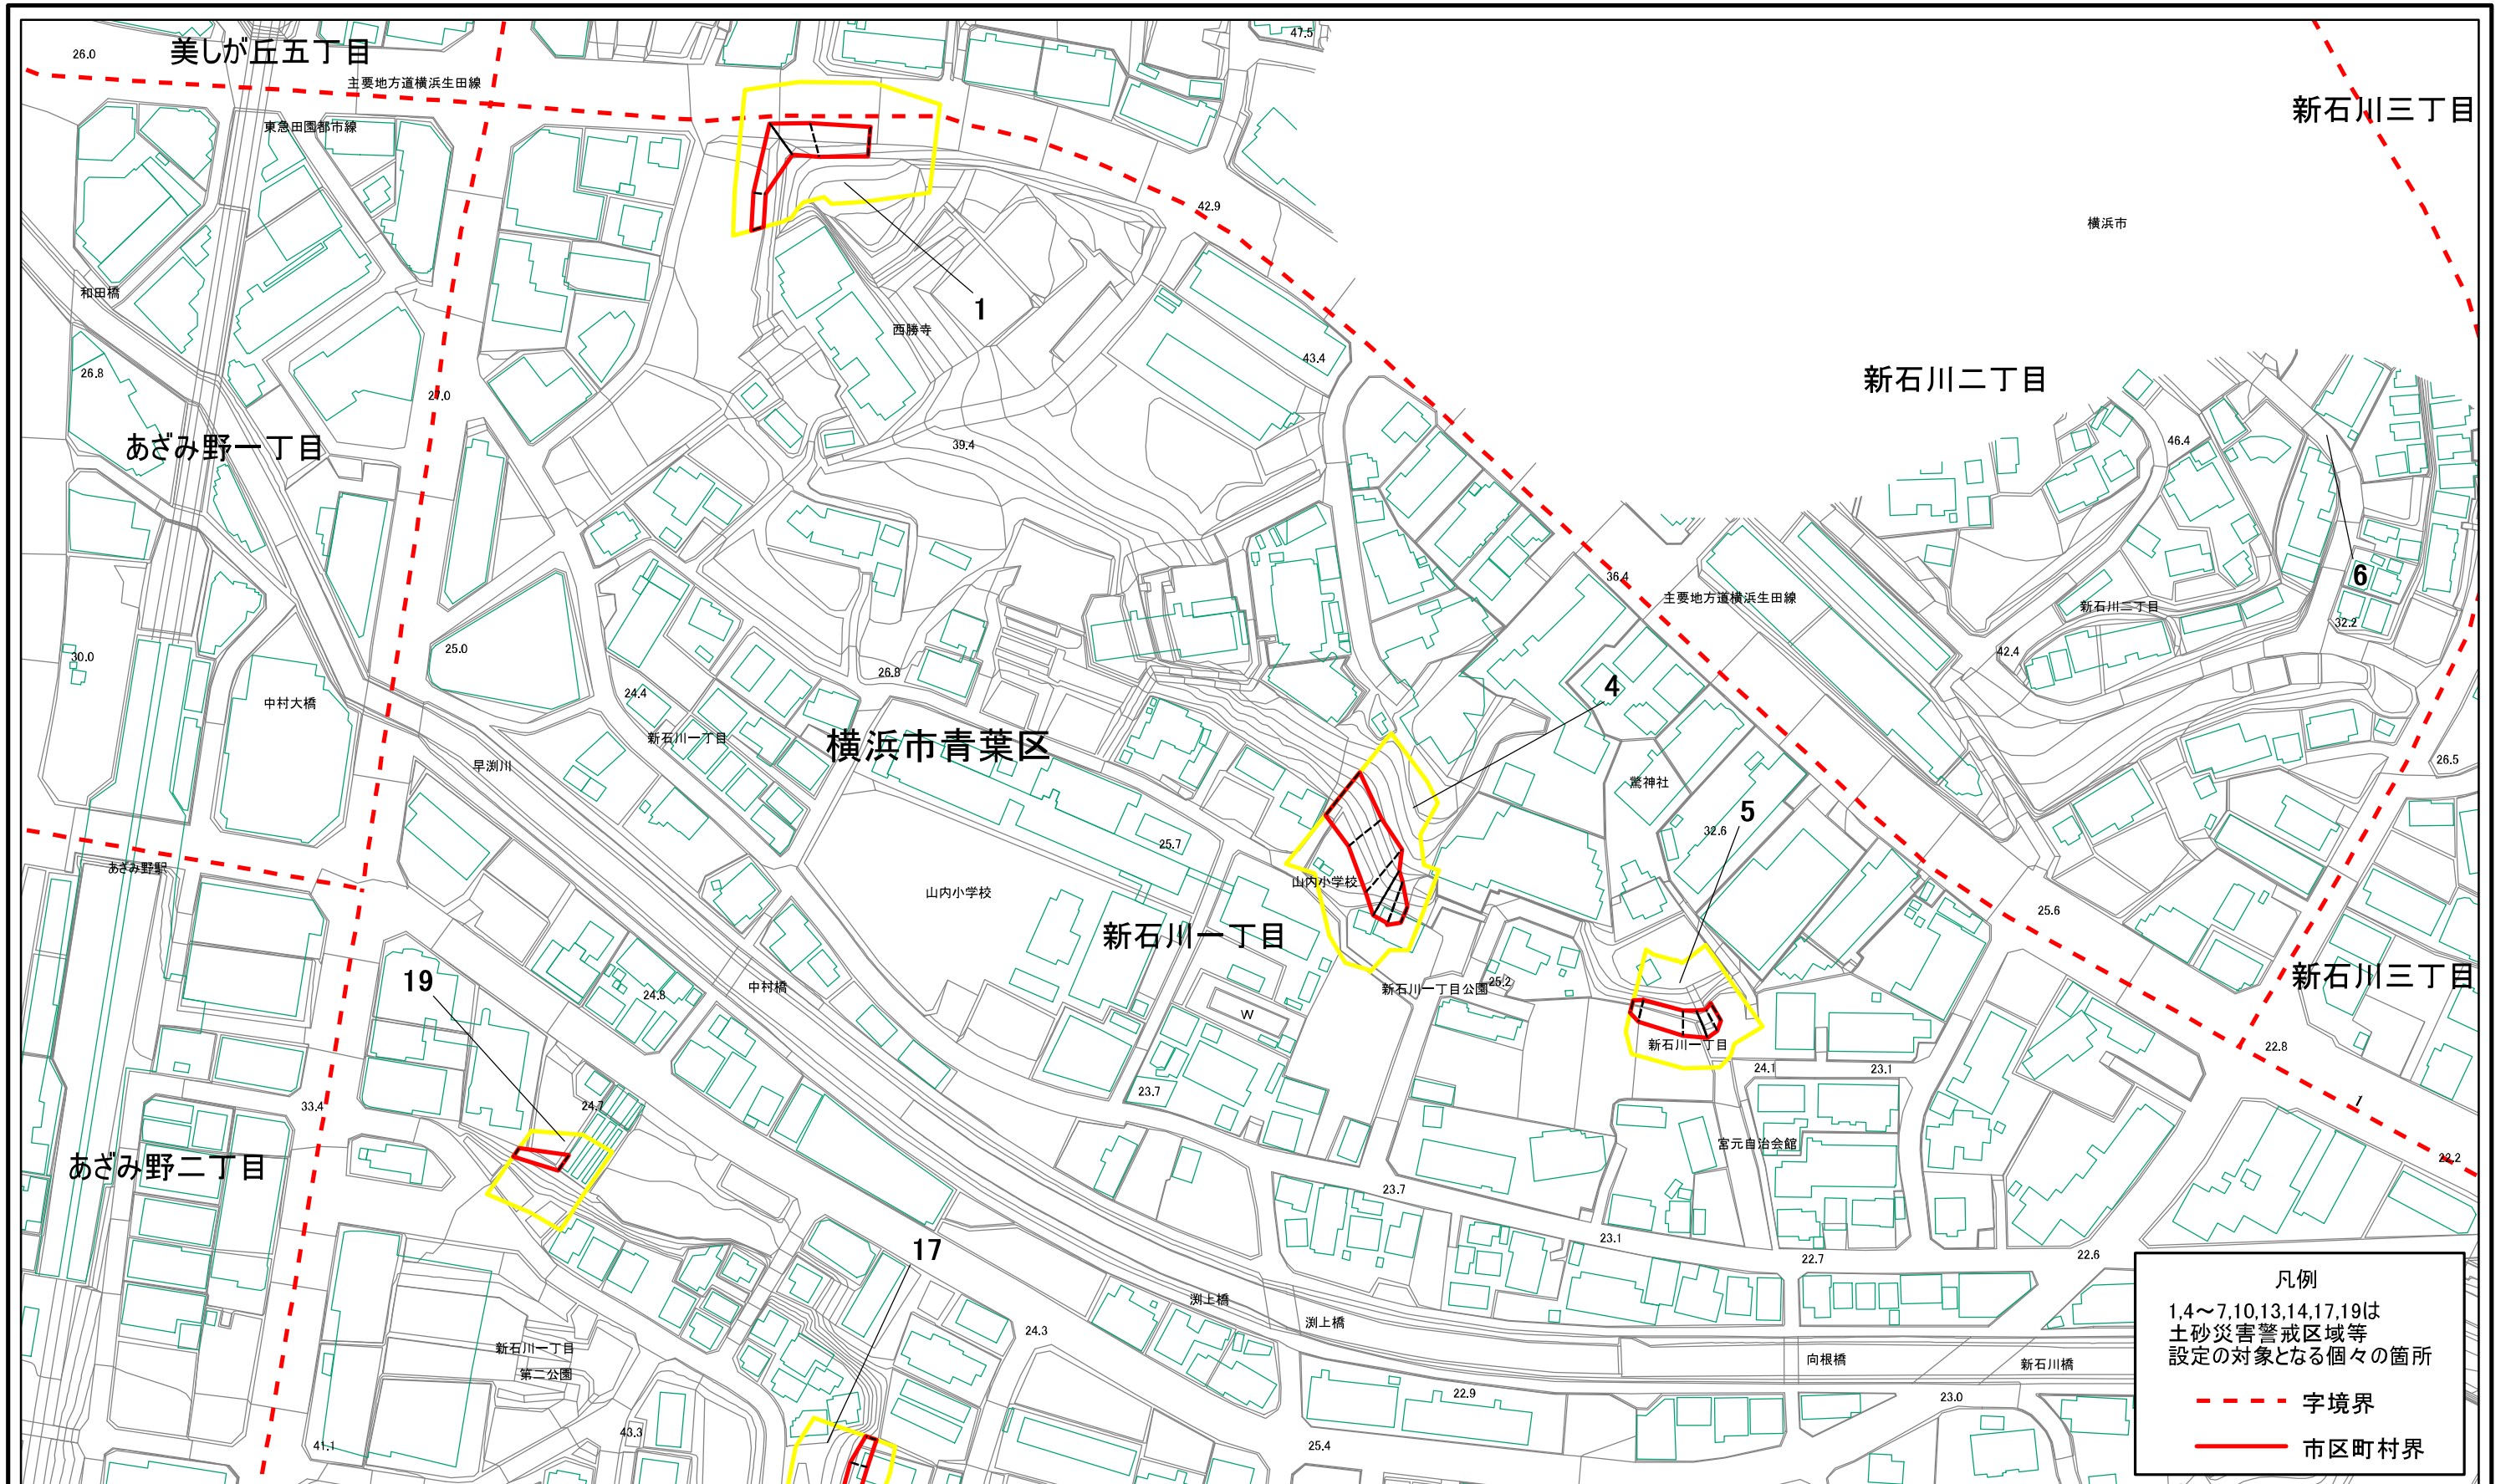 47.5
26.0
美しが丘五丁目
主要地方道横浜生田線
新石川三丁目
東急田園都市線
42.9
横浜市
和田橋
1
西勝寺
43.4
26.8
新石川二丁目
27.0
あざみ野一丁目
39.4
46.4
36.4
6
主要地方道横浜生田線
新石川二丁目
32.2
25.0
30.0
42.4
26.8
24.4
4
中村大橋
新石川一丁目
横浜市青葉区
早渕川
26.5
驚神社
5
32.6
25.7
あざみ野駅
山内小学校
山内小学校
25.6
新石川一丁目
19
中村橋
24.8
新石川一丁目公園
25.2
新石川三丁目
W
新石川一丁目
22.8
24.1
23.1
23.7
24.7
33.4
1
宮元自治会館
22.2
あざみ野二丁目
23.7
23.1
17
22.7
22.6
渕上橋
渕上橋
24.3
新石川一丁目
第二公園
向根橋
新石川橋
22.9
23.0
43.3
41.1
25.4
凡例
1,4～7,10,13,14,17,19は
土砂災害警戒区域等
設定の対象となる個々の箇所
字境界
市区町村界